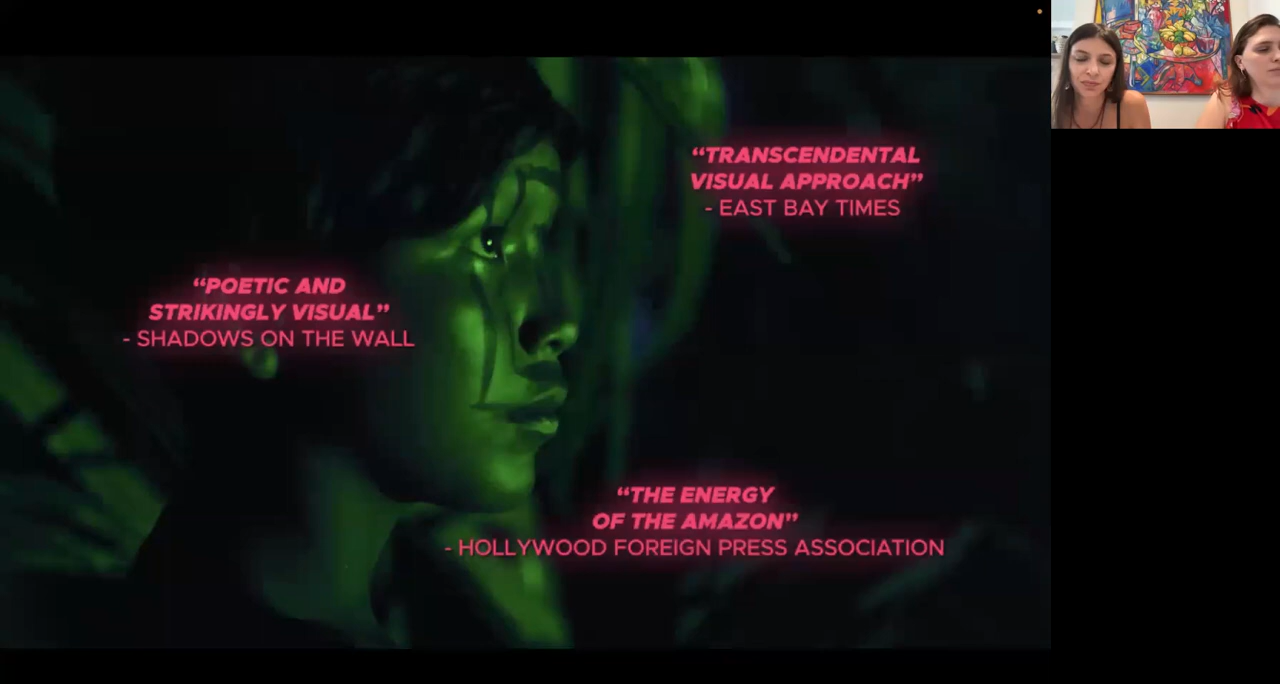 “TRANSCENDENTAL
VISUAL APPROACH”
- EAST BAY TIMES
“POETIC AND
STRIKINGLY VISUAL”
- SHADOWS ON THE WALL
“THE ENERGY
OF THE AMAZON”
- HOLLYWOOD FOREIGN PRESS ASSOCIATION